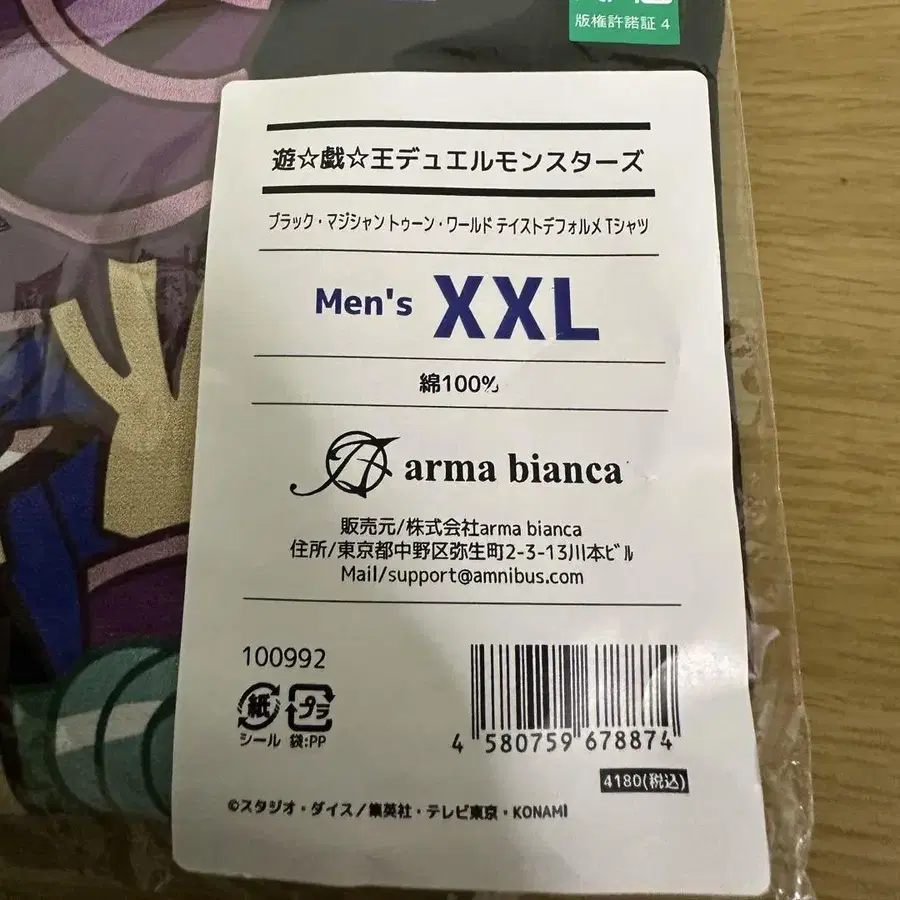 版権許諾証 4
遊☆戯☆王デュエルモンスターズ
ブラック・マジシャン トゥーン・ワールド テイストデフォルメ Tシャツ
Men's XXL
綿100%
arma bianca
販売元/株式会社arma bianca
住所/東京都中野区弥生町2-3-13川本ビル
Mail/support@amnibus.com
100992
紙 プラ
シール 袋:PP
4 580759 678874
4180(税込)
©スタジオ・ダイス/集英社・テレビ東京・KONAMI